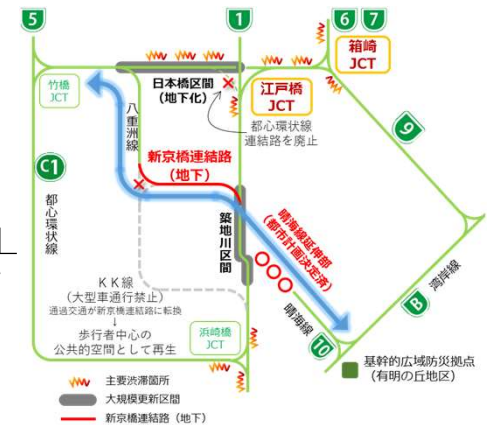 5
1
6
7
箱崎
JCT
竹橋
JCT
日本橋区間
(地下化)
江戸橋
JCT
都心環状線
連結路を廃止
八重洲線
9
新京橋連結路
(地下)
C1
都心環状線
築地川区間
晴海線延伸部
(都市計画決定済)
湾岸線
B
KK線
(大型車通行禁止)
通過交通が新京橋連結路に転換
↓
歩行者中心の
公共的空間として再生
浜崎橋
JCT
晴海線
10
基幹的広域防災拠点
(有明の丘地区)
主要渋滞箇所
大規模更新区間
新京橋連結路(地下)